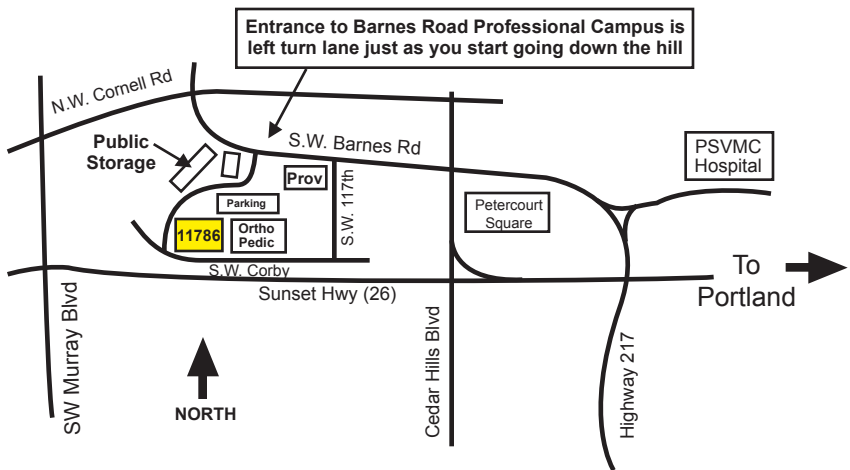 Entrance to Barnes Road Professional Campus is
left turn lane just as you start going down the hill
N.W. Cornell Rd
Public
Storage
S.W. Barnes Rd
PSVMC
Hospital
Prov
S.W. 117th
Parking
Petercourt
Square
11786
Ortho
Pedic
S.W. Corby
Sunset Hwy (26)
To
Portland
SW Murray Blvd
Cedar Hills Blvd
Highway 217
NORTH